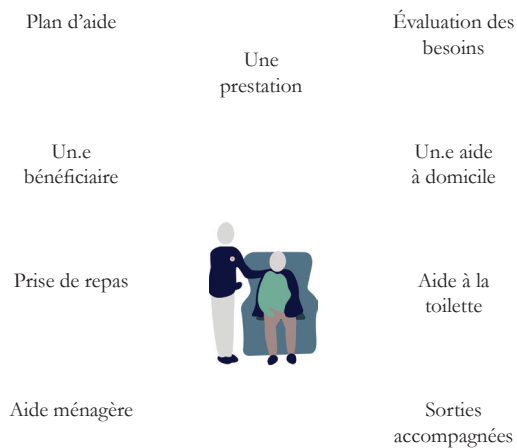 Plan d’aide
Évaluation des
besoins
Une
prestation
Un.e
bénéficiaire
Un.e aide
à domicile
Prise de repas
Aide à la
toilette
Aide ménagère
Sorties
accompagnées